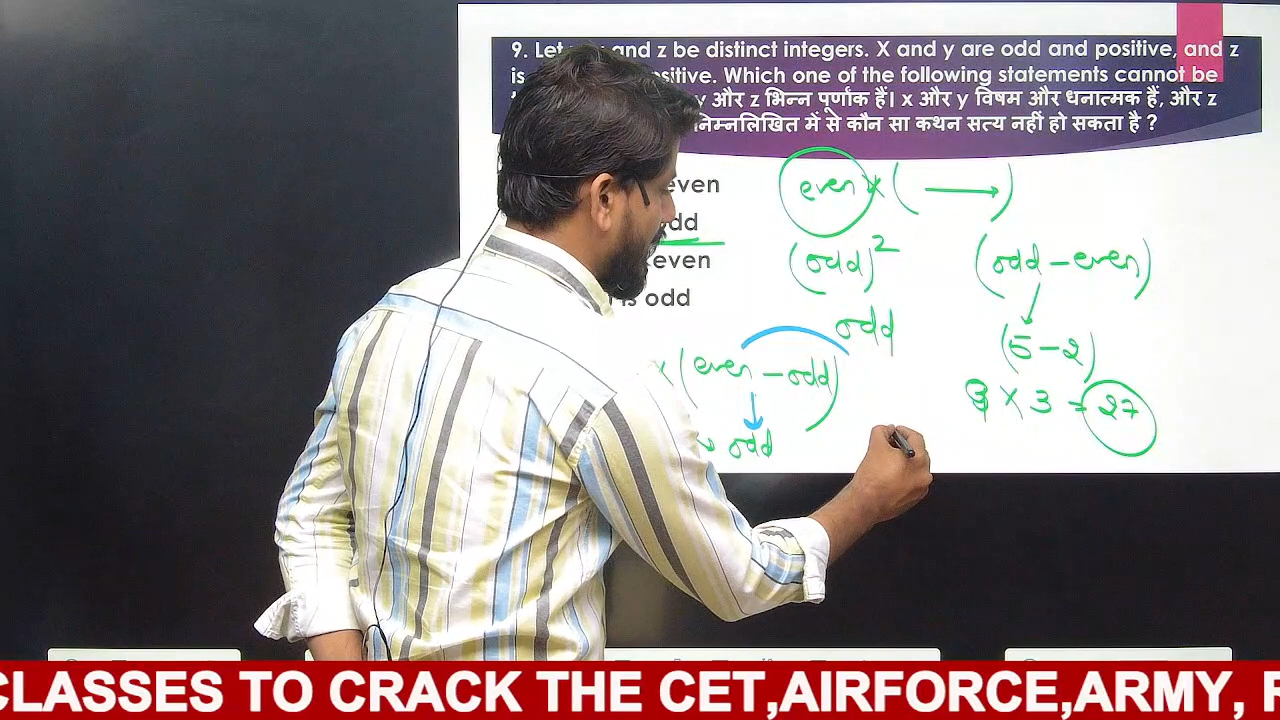 9. Let and z be distinct integers. X and y are odd and positive, and z
is Which one of the following statements cannot be
और z भिन्न पूर्णांक हैं। x और y विषम और धनात्मक हैं, और z
निम्नलिखित में से कौन सा कथन सत्य नहीं हो सकता है ?
even
even x ( )
odd
(odd)²
(odd - even)
even
is odd
odd
(5 - 2)
x (even - odd)
x 3 = 27
odd
CLASSES TO CRACK THE CET,AIRFORCE,ARMY,